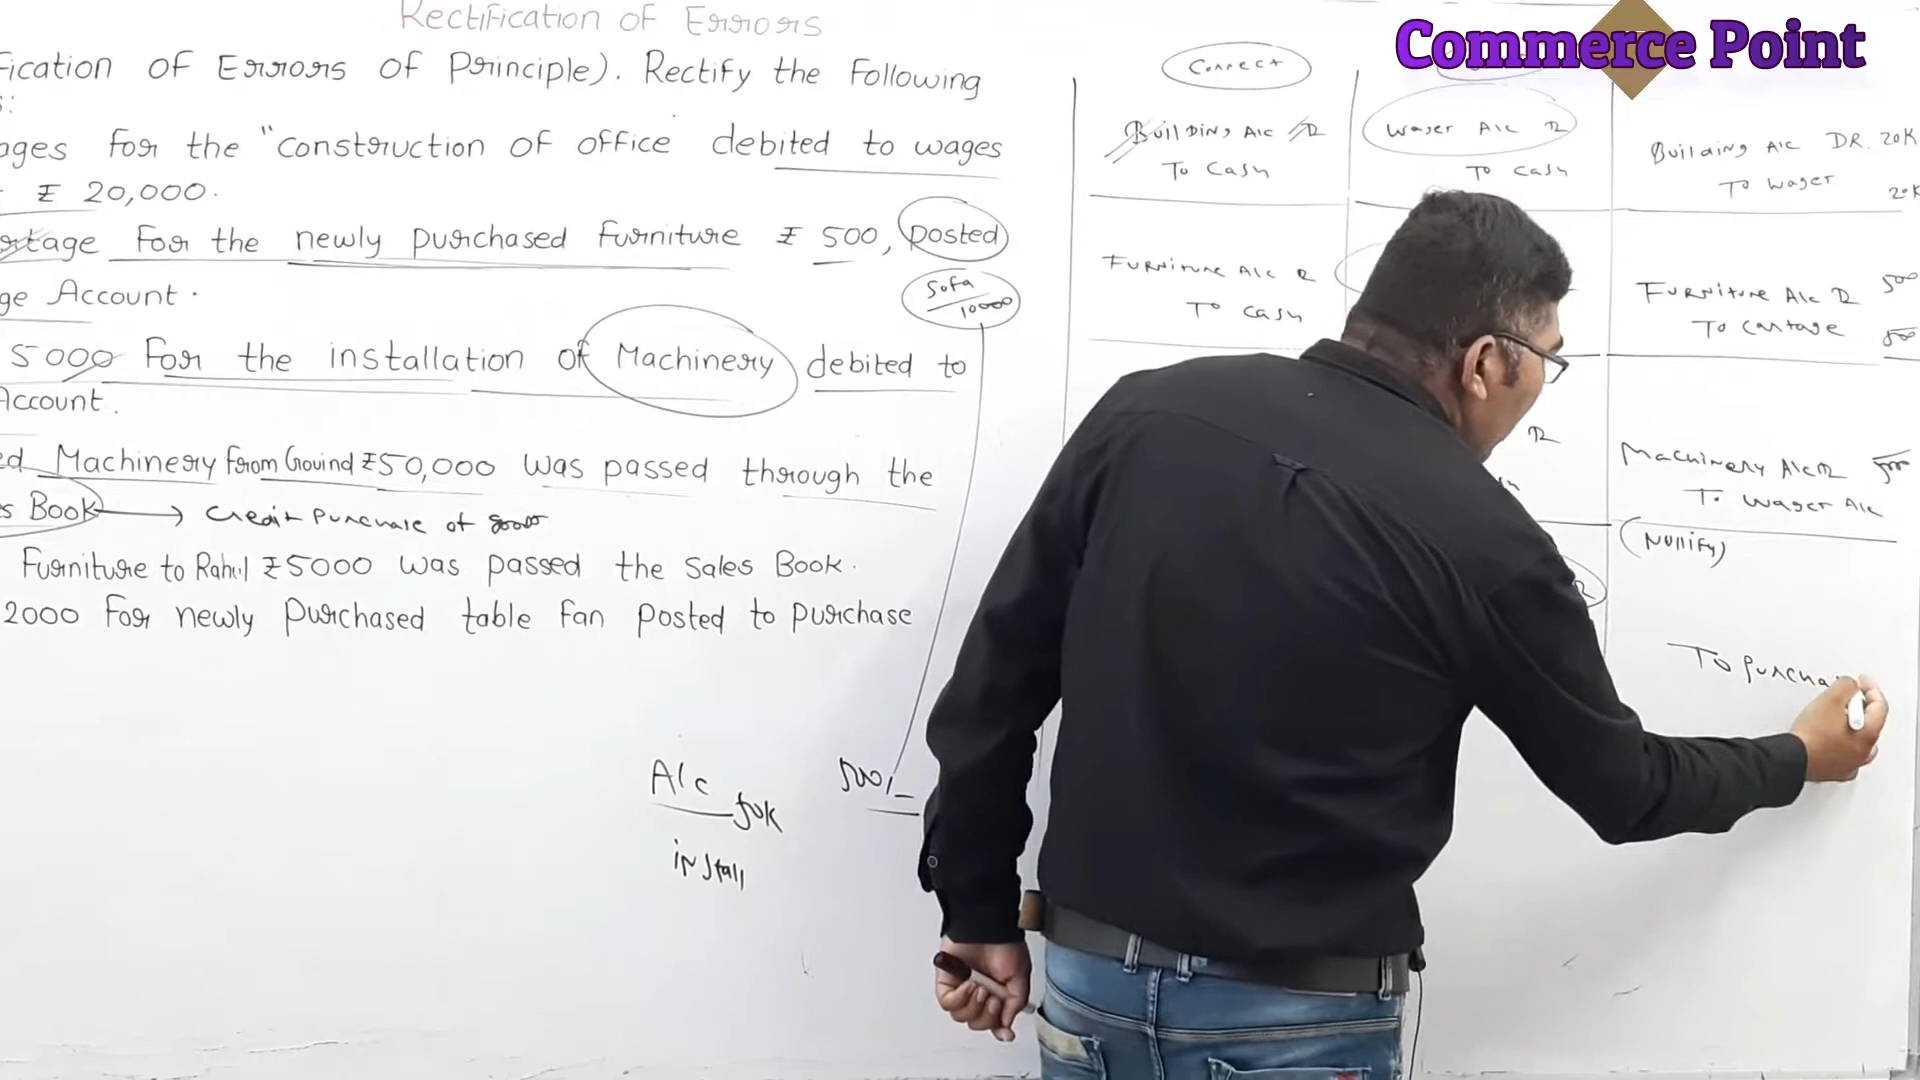 Rectification of Errors
Commerce Point
fication of Errors of Principle). Rectify the Following
s:
ages for the "construction of office" debited to wages
₹ 20,000.
rtage for the newly purchased furniture ₹ 500, posted
ge Account.
Sofa
10000
5000 for the installation of Machinery debited to
Account.
ed Machinery from Govind ₹50,000 was passed through the
es Book → Credit purchase of goods
Furniture to Rahul ₹5000 was passed the Sales Book.
2000 for newly purchased table fan posted to purchase
A/c
50K
install
500/-
Correct
Building A/c Dr
To Cash
Wages A/c Dr
To Cash
Building A/c DR. 20K
To Wages 20K
Furniture A/c Dr
To Cash
Furniture A/c Dr 500
To Cartage 500
Dr
Machinery A/c Dr
To Wages A/c
(Nullify)
To Purcha